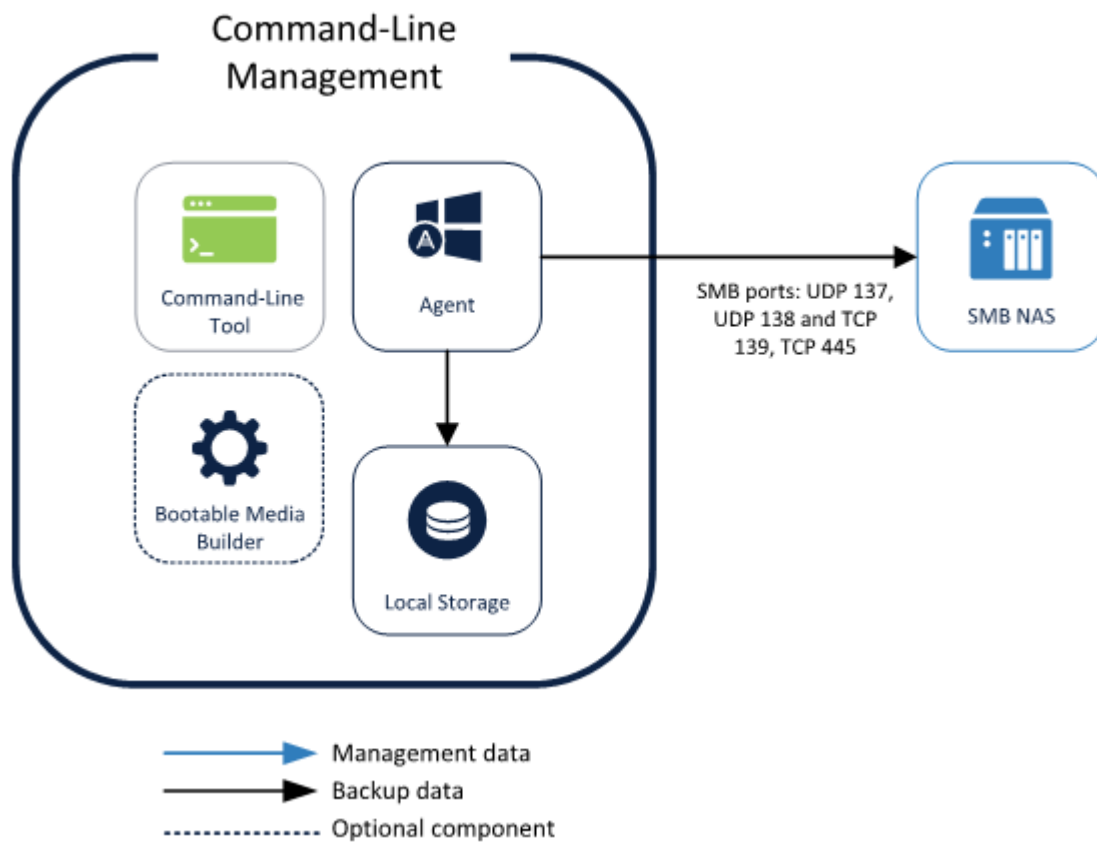 Command-Line
Management
Command-Line
Tool
Agent
SMB ports: UDP 137,
UDP 138 and TCP
139, TCP 445
SMB NAS
Bootable Media
Builder
Local Storage
Management data
Backup data
Optional component